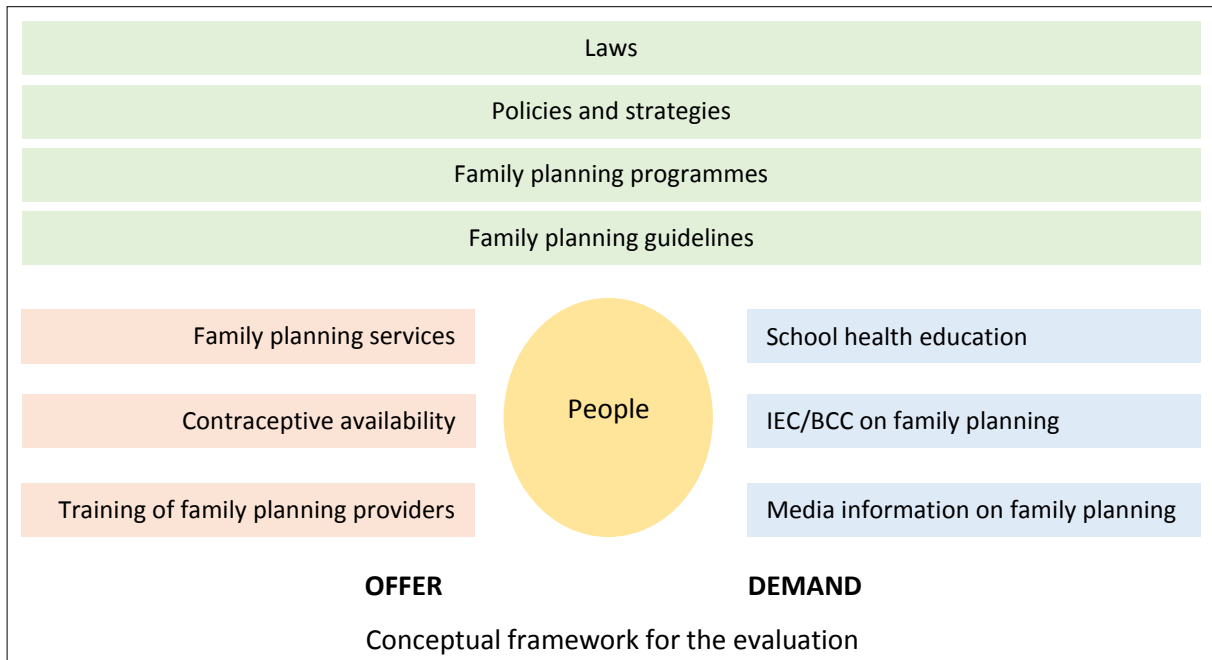 Laws
Policies and strategies
Family planning programmes
Family planning guidelines
Family planning services
Contraceptive availability
Training of family planning providers
People
School health education
IEC/BCC on family planning
Media information on family planning
OFFER
DEMAND
Conceptual framework for the evaluation